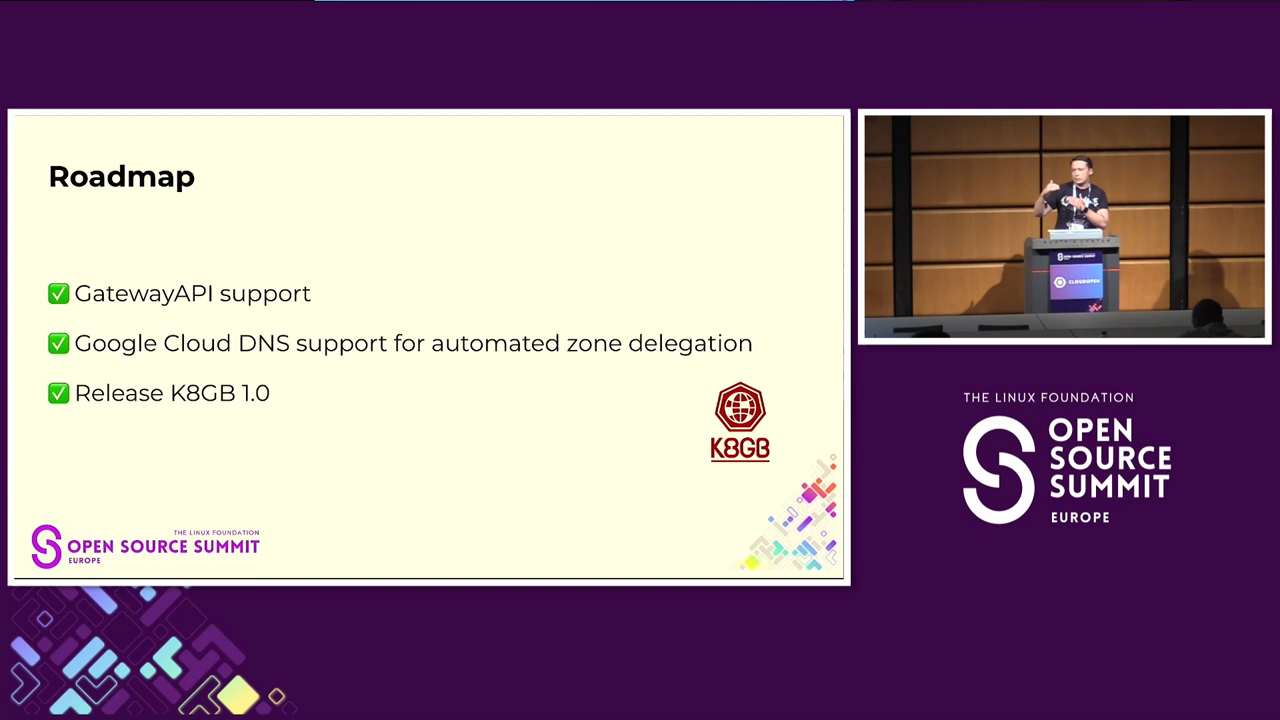 Roadmap
✅ GatewayAPI support
✅ Google Cloud DNS support for automated zone delegation
✅ Release K8GB 1.0
K8GB
THE LINUX FOUNDATION
OPEN SOURCE SUMMIT
EUROPE
CLOUDOPEN
THE LINUX FOUNDATION
OPEN
SOURCE
SUMMIT
EUROPE